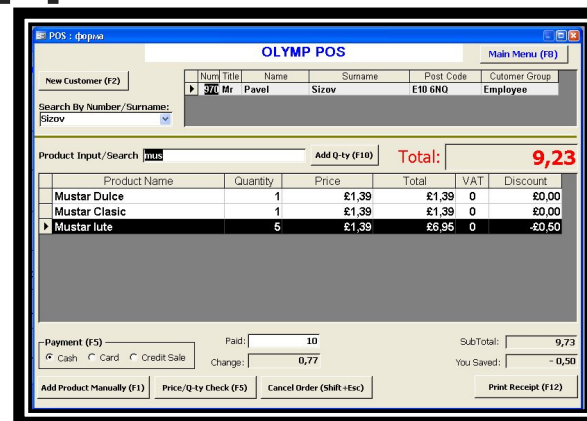 POS : форма
OLYMP POS
Main Menu (F8)
New Customer (F2)
Num Title Name Surname Post Code Cutomer Group
970 Mr Pavel Sizov E10 6NQ Employee
Search By Number/Surname:
Sizov
Product Input/Search mus Add Q-ty (F10) Total: 9,23
Product Name Quantity Price Total VAT Discount
Mustar Dulce 1 £1,39 £1,39 0 £0,00
Mustar Clasic 1 £1,39 £1,39 0 £0,00
Mustar Iute 5 £1,39 £6,95 0 -£0,50
Payment (F5) Paid: 10 SubTotal: 9,73
Cash Card Credit Sale Change: 0,77 You Saved: - 0,50
Add Product Manually (F1) Price/Q-ty Check (F5) Cancel Order (Shift+Esc) Print Receipt (F12)